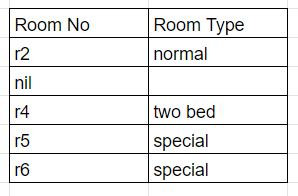 Room No Room Type
r2 normal
nil
r4 two bed
r5 special
r6 special